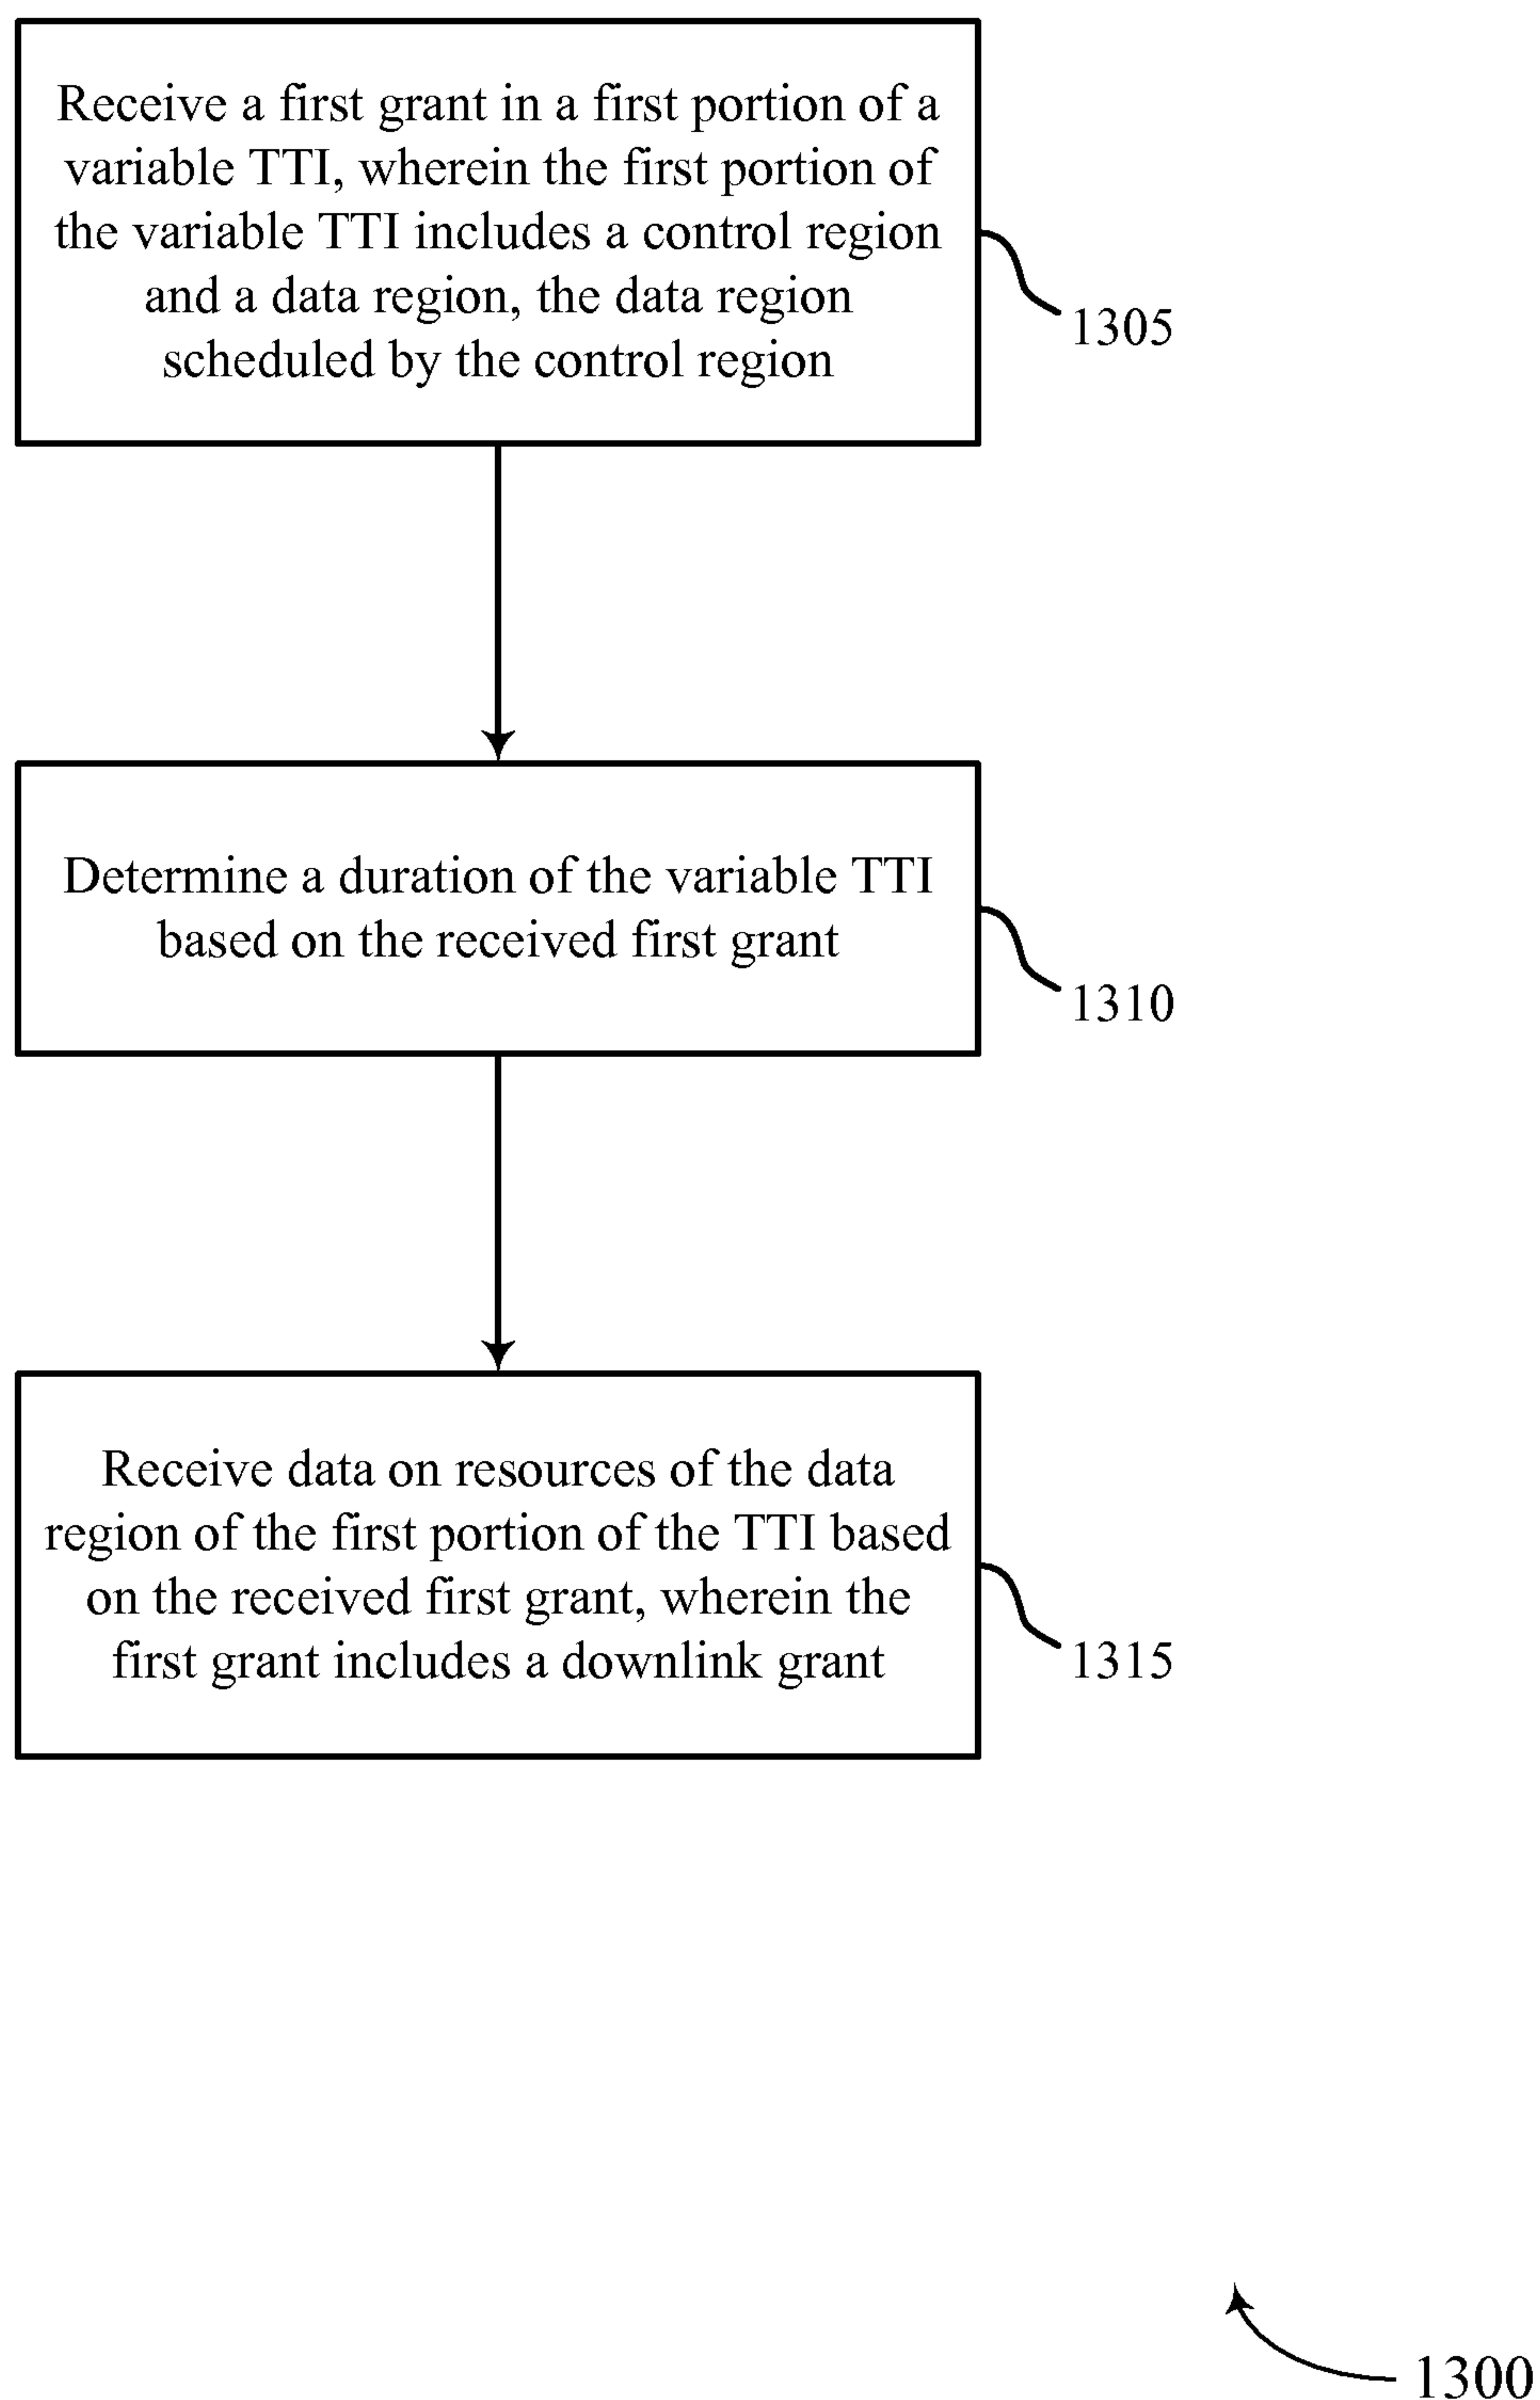 Receive a first grant in a first portion of a
variable TTI, wherein the first portion of
the variable TTI includes a control region
and a data region, the data region
scheduled by the control region
1305
Determine a duration of the variable TTI
based on the received first grant
1310
Receive data on resources of the data
region of the first portion of the TTI based
on the received first grant, wherein the
first grant includes a downlink grant
1315
1300